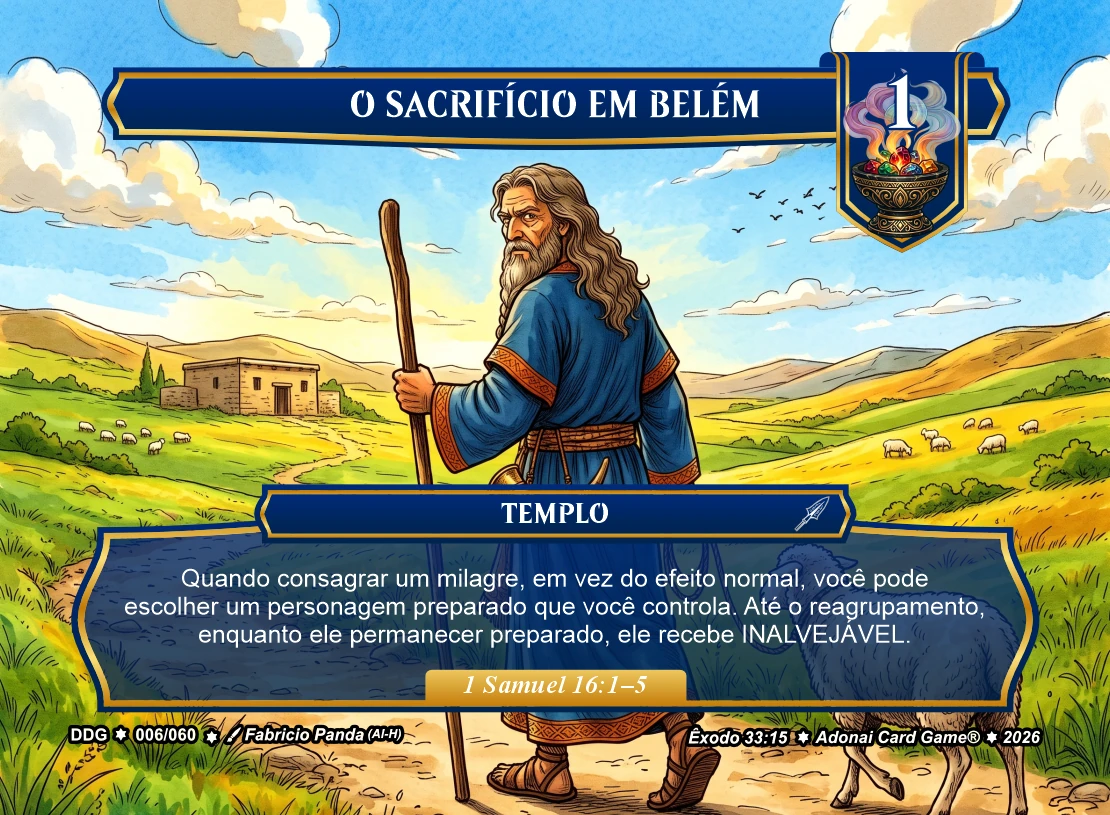 O SACRIFÍCIO EM BELÉM
1
TEMPLO
Quando consagrar um milagre, em vez do efeito normal, você pode
escolher um personagem preparado que você controla. Até o reagrupamento,
enquanto ele permanecer preparado, ele recebe INALVEJÁVEL.
1 Samuel 16:1–5
DDG ✶ 006/060 ✶ Fabricio Panda (AI-H)
Êxodo 33:15 ✶ Adonai Card Game® ✶ 2026